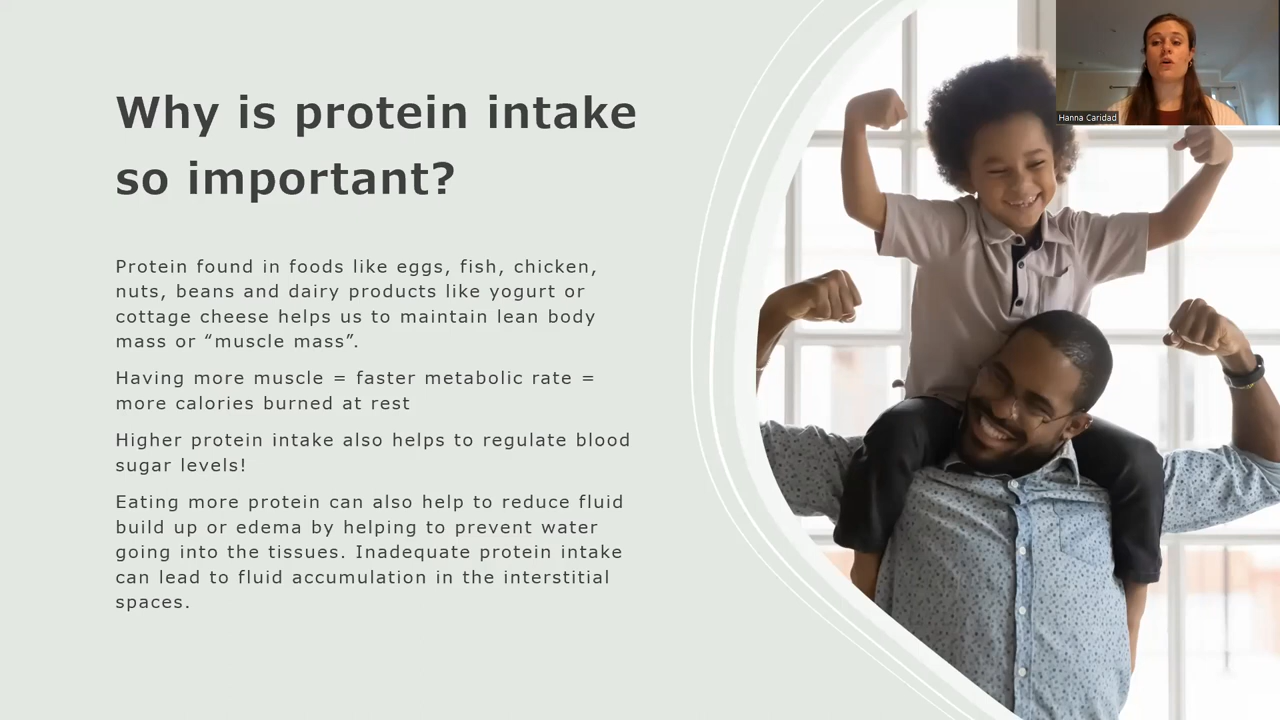 Why is protein intake
so important?
Protein found in foods like eggs, fish, chicken,
nuts, beans and dairy products like yogurt or
cottage cheese helps us to maintain lean body
mass or “muscle mass”.
Having more muscle = faster metabolic rate =
more calories burned at rest
Higher protein intake also helps to regulate blood
sugar levels!
Eating more protein can also help to reduce fluid
build up or edema by helping to prevent water
going into the tissues. Inadequate protein intake
can lead to fluid accumulation in the interstitial
spaces.
Hanna Caridad